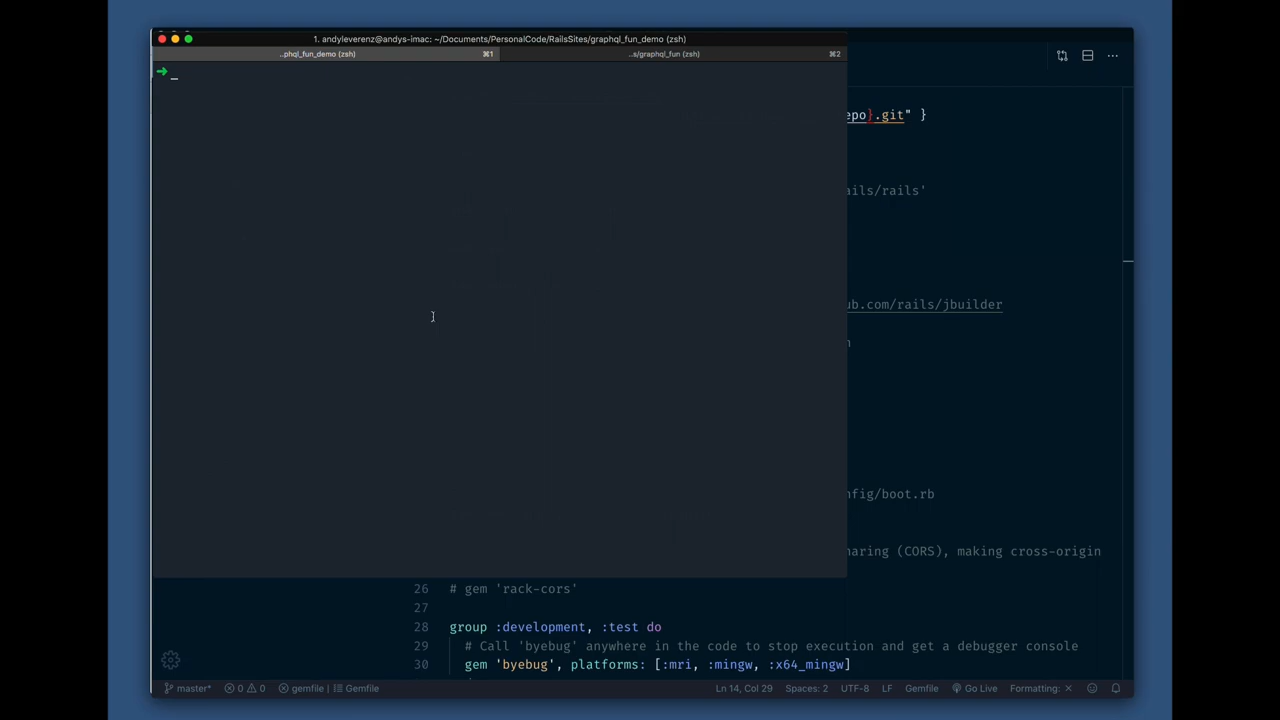 1. andyleverenz@andys-imac: ~/Documents/PersonalCode/RailsSites/graphql_fun_demo (zsh)
..phql_fun_demo (zsh) ⌘1 ..s/graphql_fun (zsh) ⌘2
➜ _
epo}.git" }
ails/rails'
ub.com/rails/jbuilder
n
nfig/boot.rb
haring (CORS), making cross-origin
26 # gem 'rack-cors'
27
28 group :development, :test do
29 # Call 'byebug' anywhere in the code to stop execution and get a debugger console
30 gem 'byebug', platforms: [:mri, :mingw, :x64_mingw]
master* 0 0 gemfile Gemfile Ln 14, Col 29 Spaces: 2 UTF-8 LF Gemfile Go Live Formatting: ✕